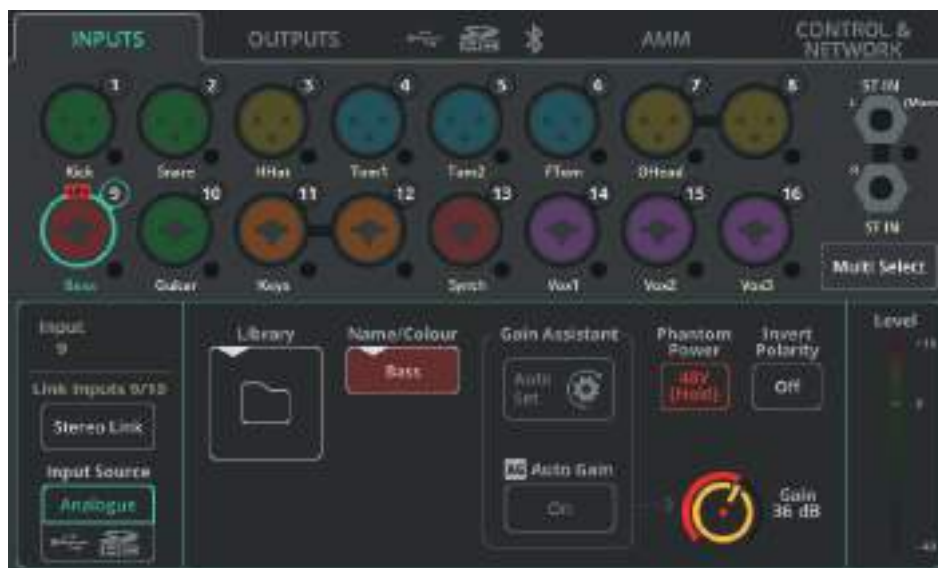 INPUTS
OUTPUTS
AMM
CONTROL &
NETWORK
1
2
3
4
5
6
7
8
ST IN
L
Kick
Snare
HHat
Tom1
Tom2
FTom
OHead
R
9
10
11
12
13
14
15
16
ST IN
Bass
Guitar
Keys
Synth
Vox1
Vox2
Vox3
Multi Select
Input
9
Library
Name/Colour
Gain Assistant
Phantom
Power
Invert
Polarity
Level
Bass
Auto
Set
48V
(Hold)
Off
Link Inputs 9/10
Stereo Link
Input Source
AG Auto Gain
Analogue
On
Gain
36 dB